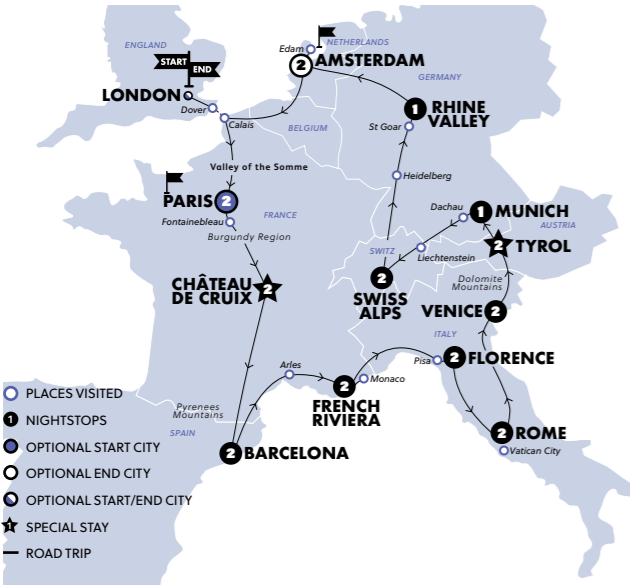 ENGLAND
START
END
LONDON
Dover
Calais
Edam
NETHERLANDS
2
AMSTERDAM
GERMANY
BELGIUM
1
RHINE
VALLEY
St Goar
Heidelberg
Valley of the Somme
PARIS
2
Fontainebleau
FRANCE
Burgundy Region
Dachau
1
MUNICH
AUSTRIA
2
TYROL
SWITZ
Liechtenstein
2
SWISS
ALPS
CHÂTEAU
DE CRUIX
2
Dolomite
Mountains
VENICE
2
ITALY
Pisa
2
FLORENCE
Arles
2
Monaco
FRENCH
RIVIERA
Pyrenees
Mountains
SPAIN
2
BARCELONA
2
ROME
Vatican City
PLACES VISITED
1
NIGHTSTOPS
OPTIONAL START CITY
OPTIONAL END CITY
OPTIONAL START/END CITY
1
SPECIAL STAY
ROAD TRIP